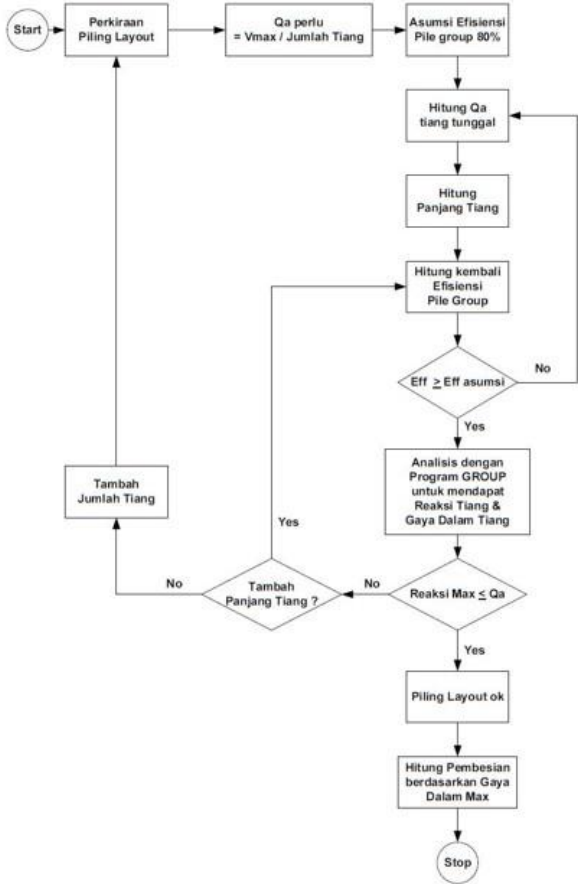 Start
Perkiraan
Piling Layout
Qa perlu
= Vmax / Jumlah Tiang
Asumsi Efisiensi
Pile group 80%
Hitung Qa
tiang tunggal
Hitung
Panjang Tiang
Hitung kembali
Efisiensi
Pile Group
Eff ≥ Eff asumsi
No
Yes
Analisis dengan
Program GROUP
untuk mendapat
Reaksi Tiang &
Gaya Dalam Tiang
Tambah
Jumlah Tiang
Yes
No
Tambah
Panjang Tiang ?
No
Reaksi Max ≤ Qa
Yes
Piling Layout ok
Hitung Pembesian
berdasarkan Gaya
Dalam Max
Stop